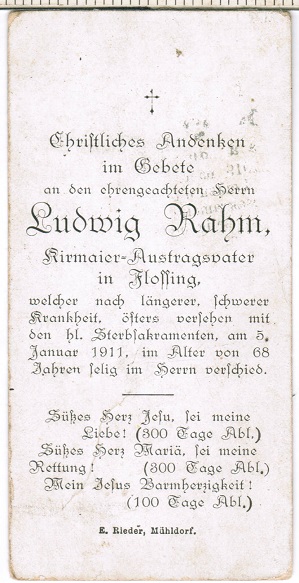 Christliches Andenken
im Gebete
an den ehrengeachteten Herrn
Ludwig Rahm,
Kirmaier-Austragsvater
in Flossing,
welcher nach längerer, schwerer
Krankheit, öfters versehen mit
den hl. Sterbsakramenten, am 5.
Januar 1911, im Alter von 68
Jahren selig im Herrn verschied.
Süßes Herz Jesu, sei meine
Liebe! (300 Tage Abl.)
Süßes Herz Mariä, sei meine
Rettung! (300 Tage Abl.)
Mein Jesus Barmherzigkeit!
(100 Tage Abl.)
E. Rieder, Mühldorf.